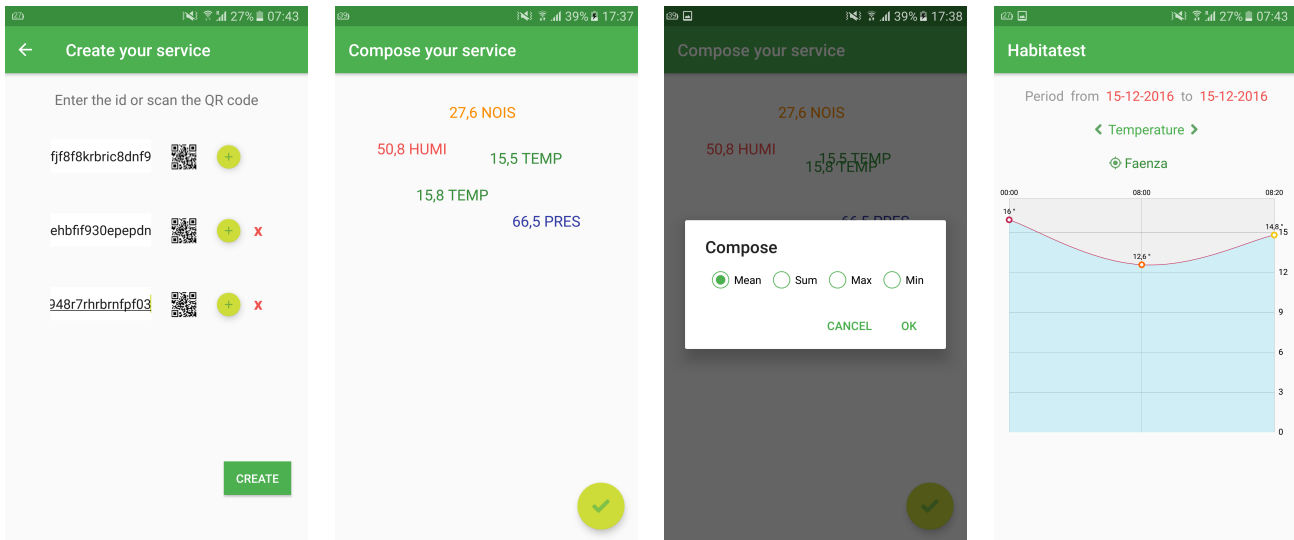 27% 07:43
Create your service
Enter the id or scan the QR code
fjf8f8krbric8dnf9
+
ehbfif930epepdn
+ x
948r7rhrbrnfpf03
+ x
CREATE
39% 17:37
Compose your service
27,6 NOIS
50,8 HUMI
15,5 TEMP
15,8 TEMP
66,5 PRES
39% 17:38
Compose your service
27,6 NOIS
50,8 HUMI
15,5 TEMP
15,8 TEMP
66,5 PRES
Compose
Mean Sum Max Min
CANCEL OK
27% 07:43
Habitatest
Period from 15-12-2016 to 15-12-2016
Temperature
Faenza
00:00 08:00 08:20
16 °
14,8 °
15
12,6 °
12
9
6
3
0